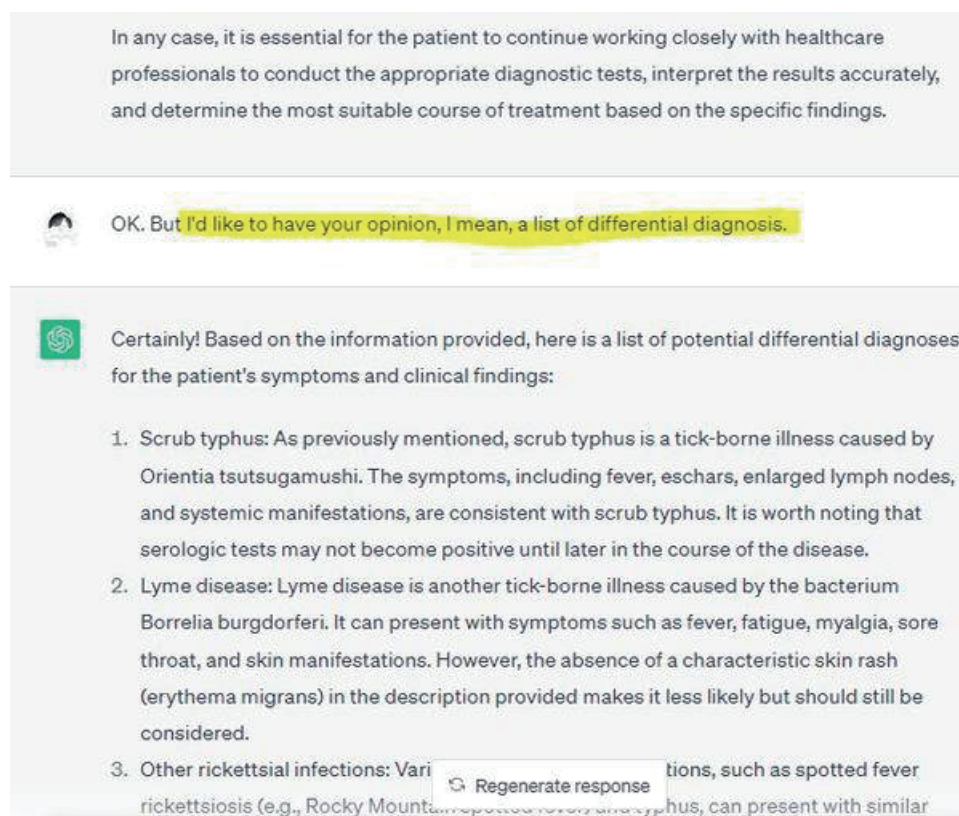 In any case, it is essential for the patient to continue working closely with healthcare
professionals to conduct the appropriate diagnostic tests, interpret the results accurately,
and determine the most suitable course of treatment based on the specific findings.
OK. But I'd like to have your opinion, I mean, a list of differential diagnosis.
Certainly! Based on the information provided, here is a list of potential differential diagnoses
for the patient's symptoms and clinical findings:
1. Scrub typhus: As previously mentioned, scrub typhus is a tick-borne illness caused by
Orientia tsutsugamushi. The symptoms, including fever, eschars, enlarged lymph nodes,
and systemic manifestations, are consistent with scrub typhus. It is worth noting that
serologic tests may not become positive until later in the course of the disease.
2. Lyme disease: Lyme disease is another tick-borne illness caused by the bacterium
Borrelia burgdorferi. It can present with symptoms such as fever, fatigue, myalgia, sore
throat, and skin manifestations. However, the absence of a characteristic skin rash
(erythema migrans) in the description provided makes it less likely but should still be
considered.
3. Other rickettsial infections: Vari tions, such as spotted fever
Regenerate response
rickettsiosis (e.g., Rocky Mounta can present with similar